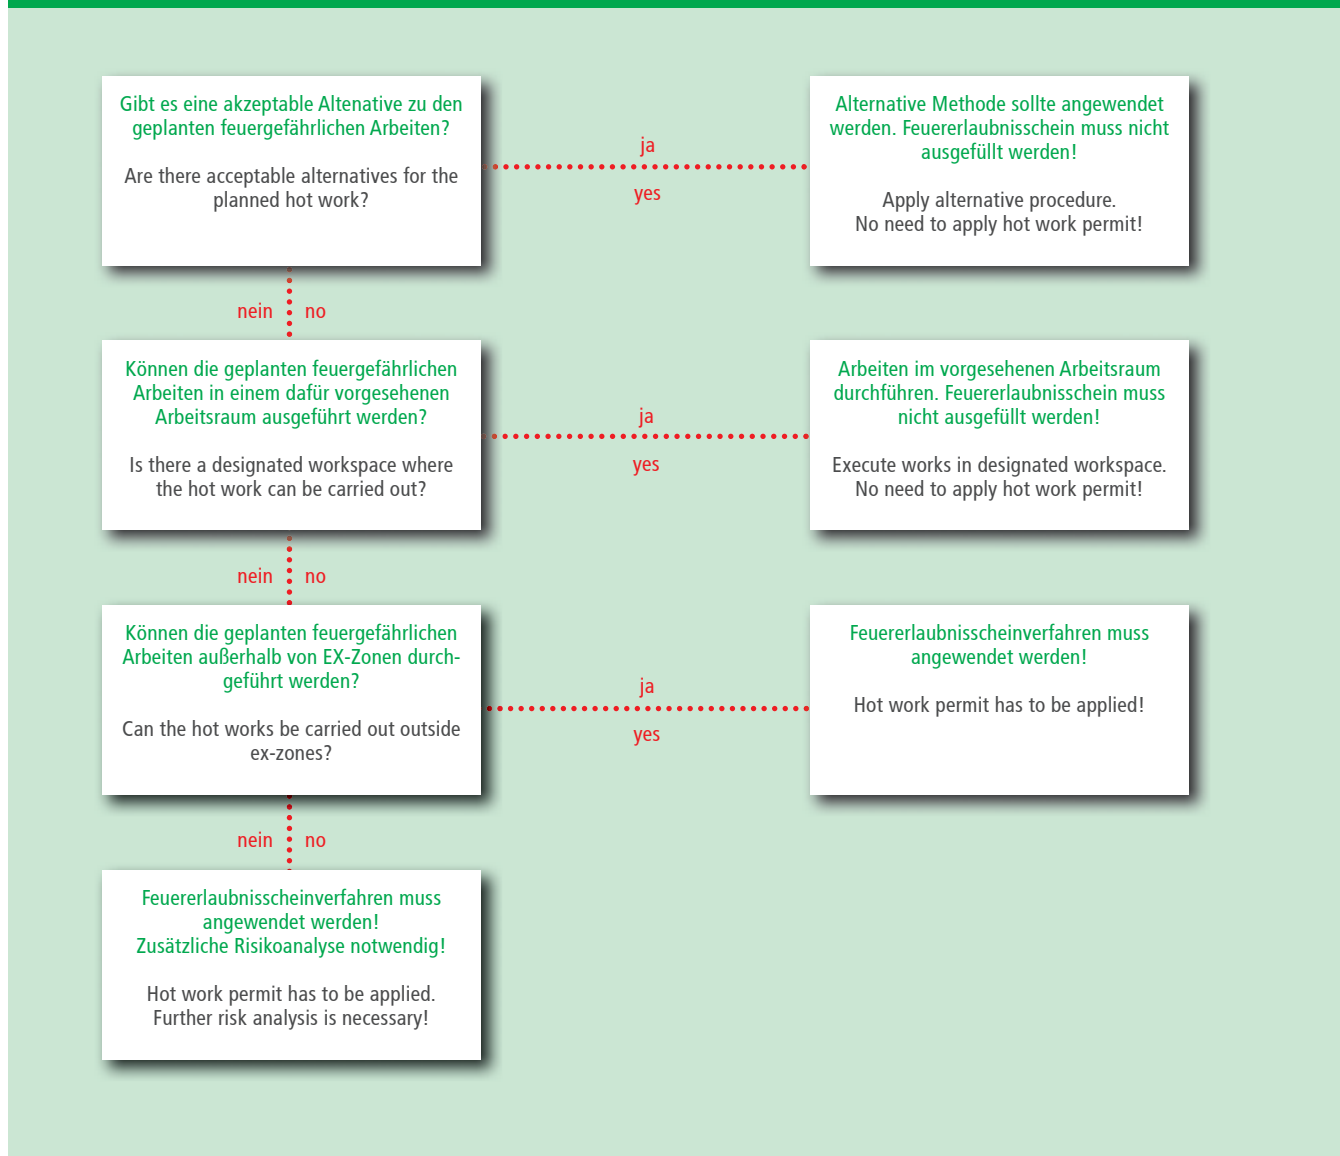 Gibt es eine akzeptable Altenative zu den
geplanten feuergefährlichen Arbeiten?
Are there acceptable alternatives for the
planned hot work?
ja
yes
Alternative Methode sollte angewendet
werden. Feuererlaubnisschein muss nicht
ausgefüllt werden!
Apply alternative procedure.
No need to apply hot work permit!
nein no
Können die geplanten feuergefährlichen
Arbeiten in einem dafür vorgesehenen
Arbeitsraum ausgeführt werden?
Is there a designated workspace where
the hot work can be carried out?
ja
yes
Arbeiten im vorgesehenen Arbeitsraum
durchführen. Feuererlaubnisschein muss
nicht ausgefüllt werden!
Execute works in designated workspace.
No need to apply hot work permit!
nein no
Können die geplanten feuergefährlichen
Arbeiten außerhalb von EX-Zonen durch-
geführt werden?
Can the hot works be carried out outside
ex-zones?
ja
yes
Feuererlaubnisscheinverfahren muss
angewendet werden!
Hot work permit has to be applied!
nein no
Feuererlaubnisscheinverfahren muss
angewendet werden!
Zusätzliche Risikoanalyse notwendig!
Hot work permit has to be applied.
Further risk analysis is necessary!